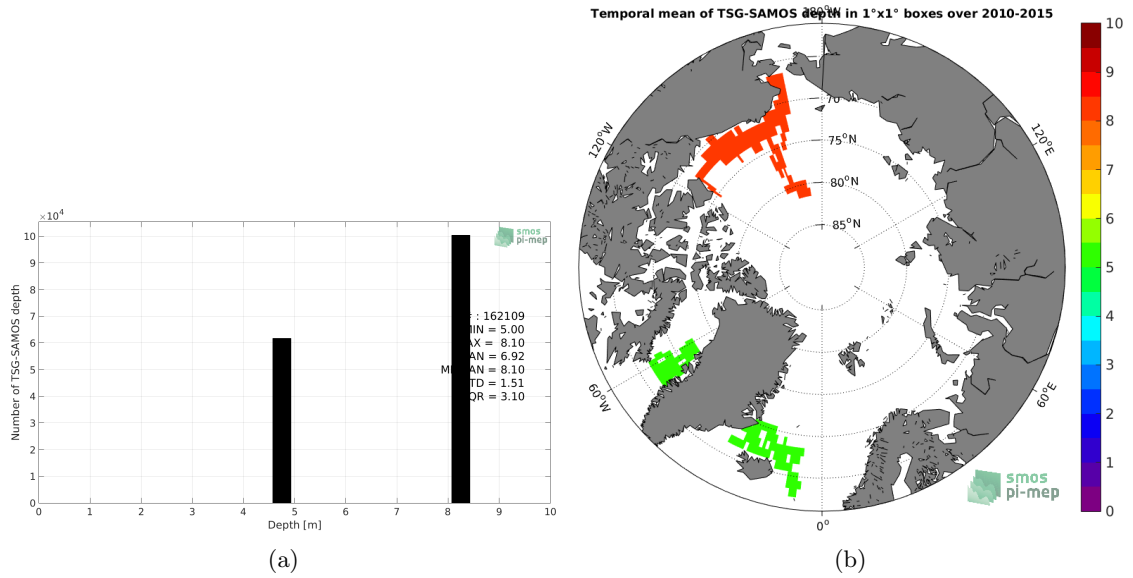 Temporal mean of TSG-SAMOS depth in 1°x1° boxes over 2010-2015
180°W
×10⁴
10
9
8
7
6
5
4
3
2
1
0
Number of TSG-SAMOS depth
smos
pi-mep
: 162109
MIN = 5.00
AX = 8.10
AN = 6.92
M AN = 8.10
TD = 1.51
QR = 3.10
0 1 2 3 4 5 6 7 8 9 10
Depth [m]
120°W
120°E
70°N
75°N
80°N
85°N
60°W
60°E
0°
smos
pi-mep
10
9
8
7
6
5
4
3
2
1
0
(a)
(b)